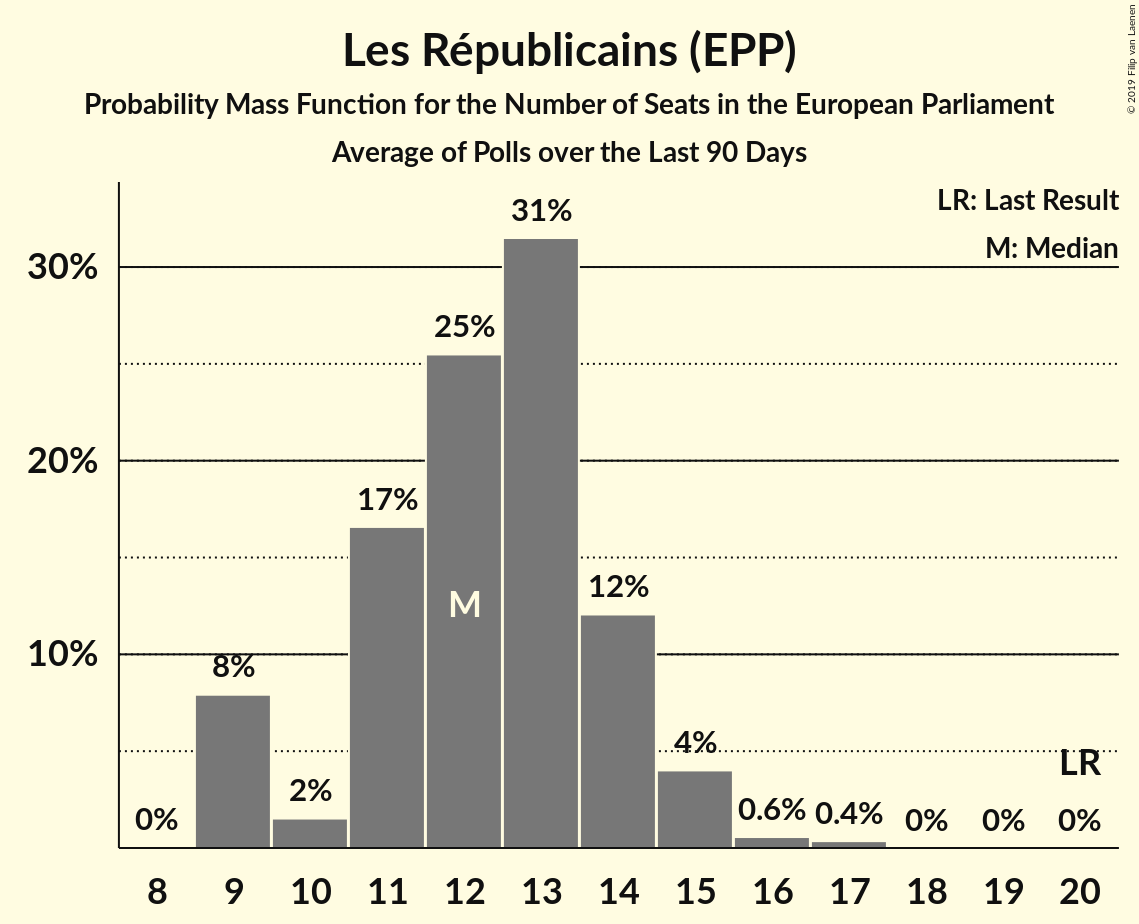 Les Républicains (EPP)
Probability Mass Function for the Number of Seats in the European Parliament
Average of Polls over the Last 90 Days
© 2019 Filip van Laenen
LR: Last Result
M: Median
30%
20%
10%
0%
8%
2%
17%
25%
31%
12%
4%
0.6%
0.4%
0%
0%
0%
M
LR
8 9 10 11 12 13 14 15 16 17 18 19 20